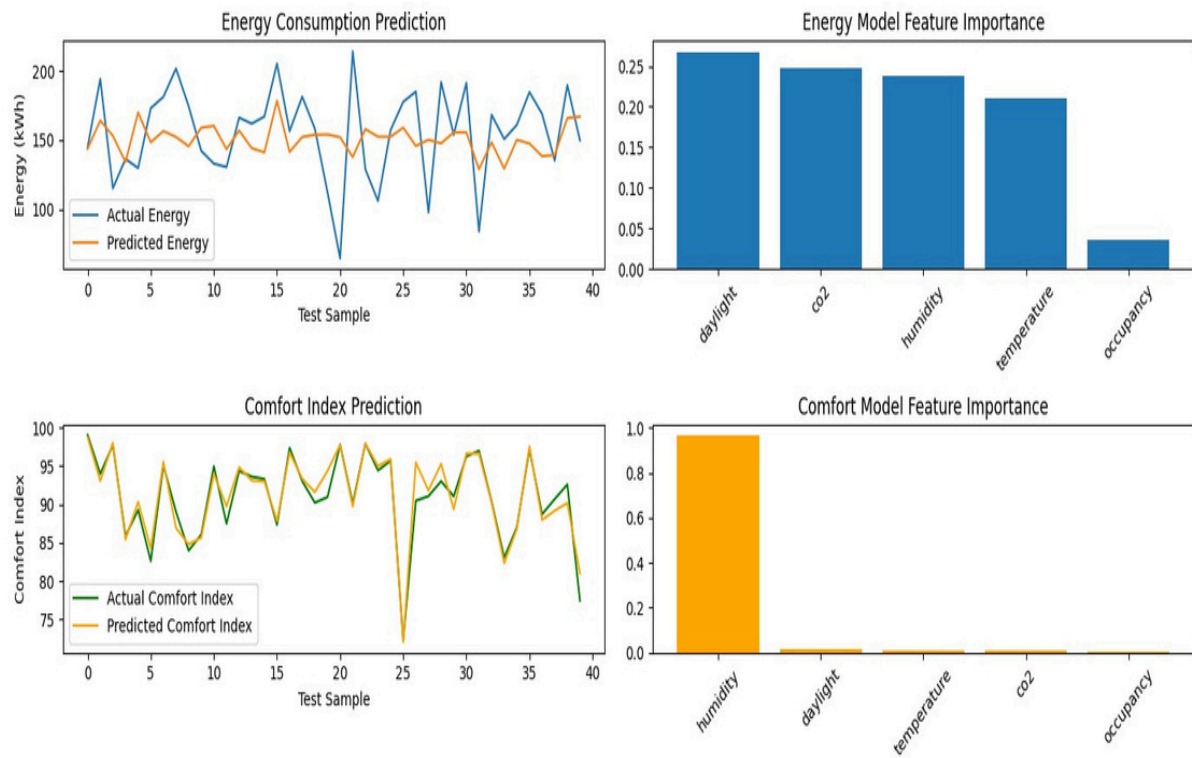 Energy Consumption Prediction
Energy (kWh)
200
150
100
Actual Energy
Predicted Energy
0 5 10 15 20 25 30 35 40
Test Sample
Energy Model Feature Importance
0.25
0.20
0.15
0.10
0.05
0.00
daylight
co2
humidity
temperature
occupancy
Comfort Index Prediction
Comfort Index
100
95
90
85
80
75
Actual Comfort Index
Predicted Comfort Index
0 5 10 15 20 25 30 35 40
Test Sample
Comfort Model Feature Importance
1.0
0.8
0.6
0.4
0.2
0.0
humidity
daylight
temperature
co2
occupancy